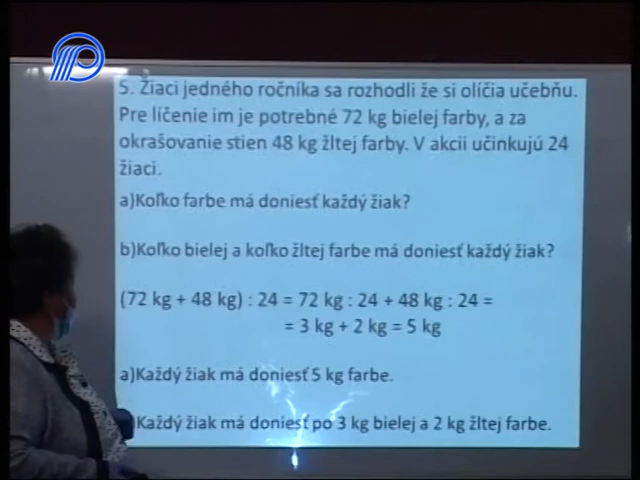 5. Žiaci jedného ročníka sa rozhodli že si olíčia učebňu.
Pre líčenie im je potrebné 72 kg bielej farby, a za
okrašovanie stien 48 kg žltej farby. V akcii učinkujú 24
žiaci.
a)Koľko farbe má doniesť každý žiak?
b)Koľko bielej a koľko žltej farbe má doniesť každý žiak?
(72 kg + 48 kg) : 24 = 72 kg : 24 + 48 kg : 24 =
= 3 kg + 2 kg = 5 kg
a)Každý žiak má doniesť 5 kg farbe.
)Každý žiak má doniesť po 3 kg bielej a 2 kg žltej farbe.